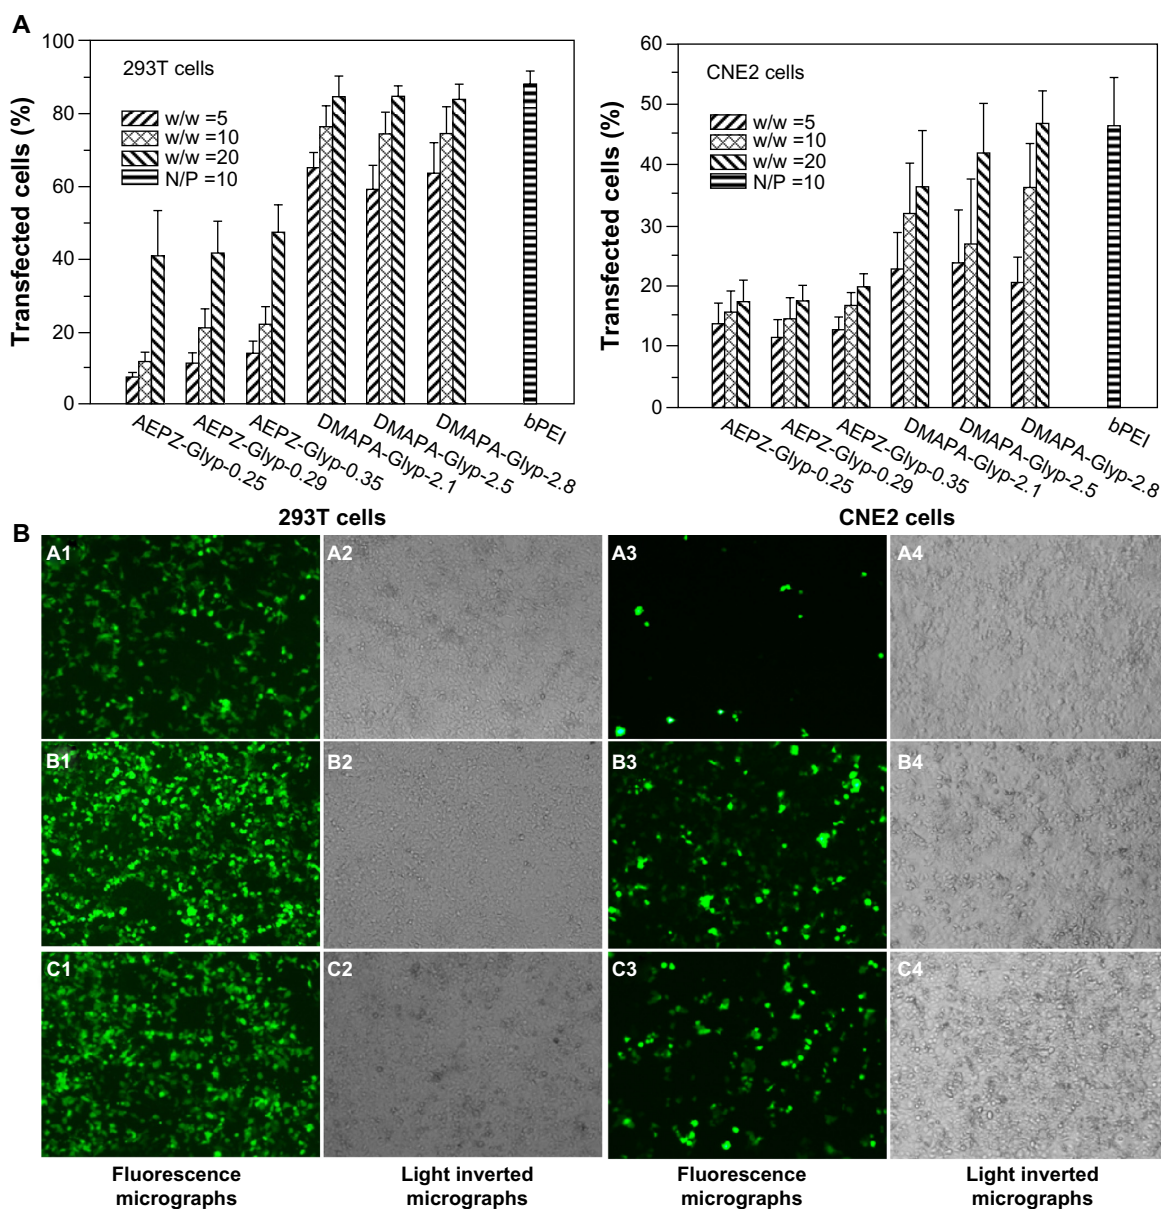 A
Transfected cells (%)
100
80
60
40
20
0
293T cells
w/w =5
w/w =10
w/w =20
N/P =10
AEPZ-Glyp-0.25
AEPZ-Glyp-0.29
AEPZ-Glyp-0.35
DMAPA-Glyp-2.1
DMAPA-Glyp-2.5
DMAPA-Glyp-2.8
bPEI
Transfected cells (%)
60
50
40
30
20
10
0
CNE2 cells
w/w =5
w/w =10
w/w =20
N/P =10
AEPZ-Glyp-0.25
AEPZ-Glyp-0.29
AEPZ-Glyp-0.35
DMAPA-Glyp-2.1
DMAPA-Glyp-2.5
DMAPA-Glyp-2.8
bPEI
B
293T cells
CNE2 cells
A1
A2
A3
A4
B1
B2
B3
B4
C1
C2
C3
C4
Fluorescence
micrographs
Light inverted
micrographs
Fluorescence
micrographs
Light inverted
micrographs